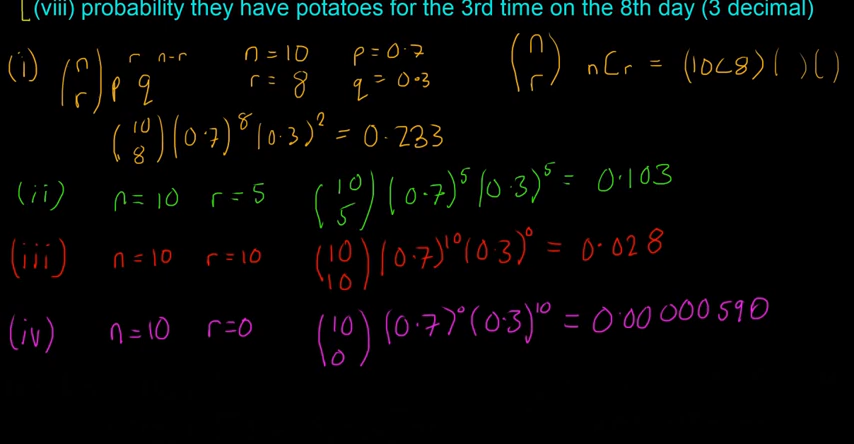 (viii) probability they have potatoes for the 3rd time on the 8th day (3 decimal)
(i) (n r) p^r q^n-r n=10 p=0.7 (n r) nCr = (10C8)( )( )
r=8 q=0.3
(10 8)(0.7)^8(0.3)^2 = 0.233
(ii) n=10 r=5 (10 5)(0.7)^5(0.3)^5 = 0.103
(iii) n=10 r=10 (10 10)(0.7)^10(0.3)^0 = 0.028
(iv) n=10 r=0 (10 0)(0.7)^0(0.3)^10 = 0.00000590